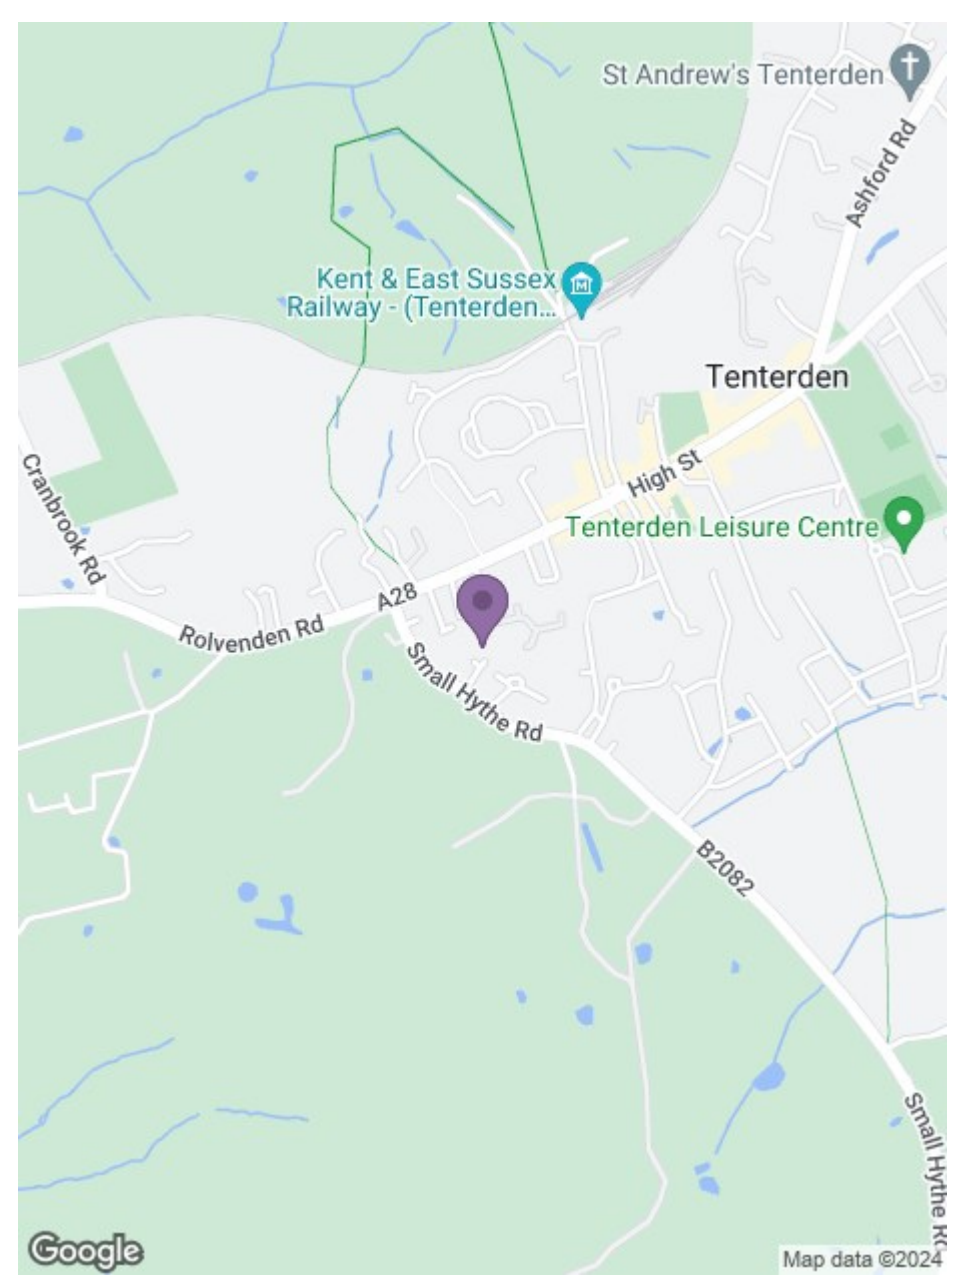 St Andrew's Tenterden
Ashford Rd
Kent & East Sussex
Railway - (Tenterden...
Tenterden
High St
Cranbrook Rd
Tenterden Leisure Centre
A28
Rolvenden Rd
Small Hythe Rd
B2082
Small Hythe Rd
Google
Map data ©2024